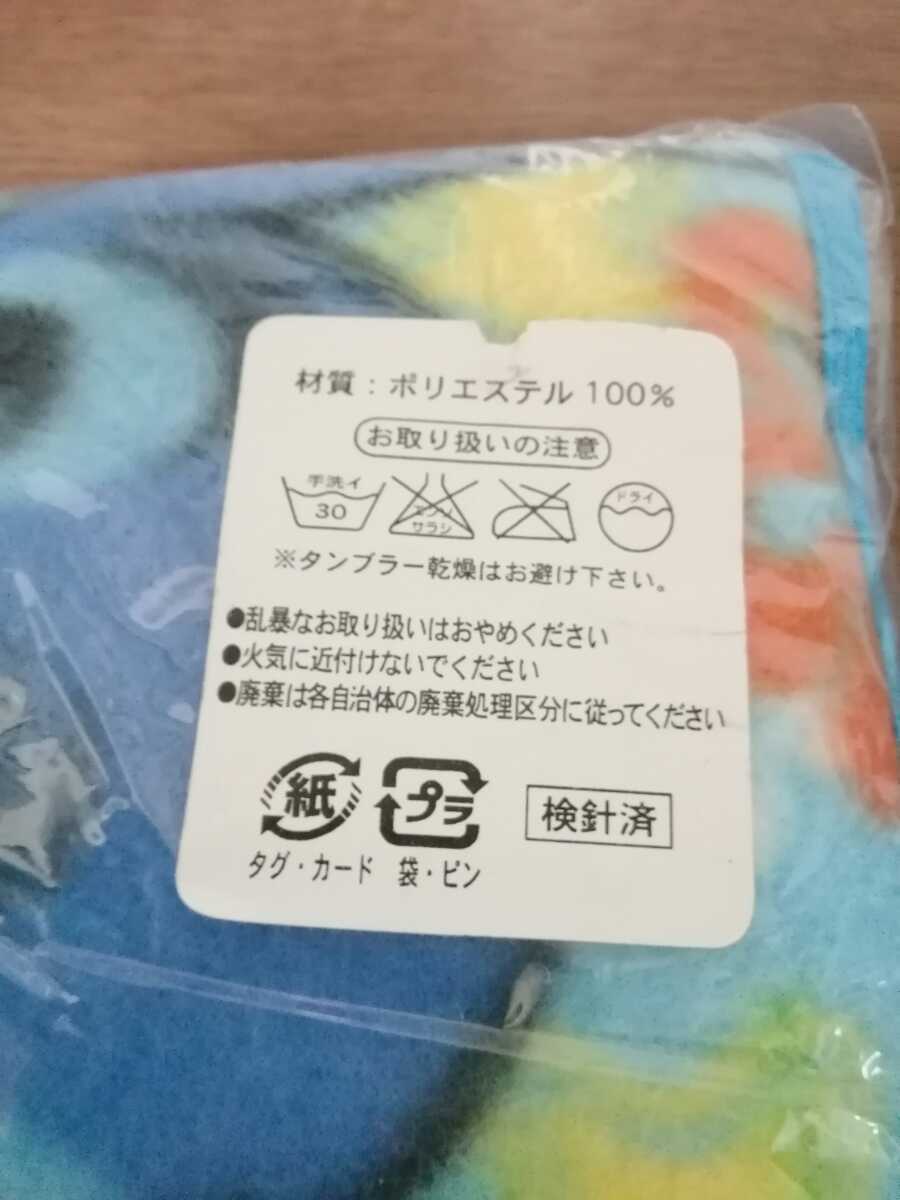 材質：ポリエステル 100%
お取り扱いの注意
手洗イ
30
エンソ
サラシ
ドライ
※タンブラー乾燥はお避け下さい。
●乱暴なお取り扱いはおやめください
●火気に近付けないでください
●廃棄は各自治体の廃棄処理区分に従ってください
紙
プラ
検針済
タグ・カード 袋・ピン